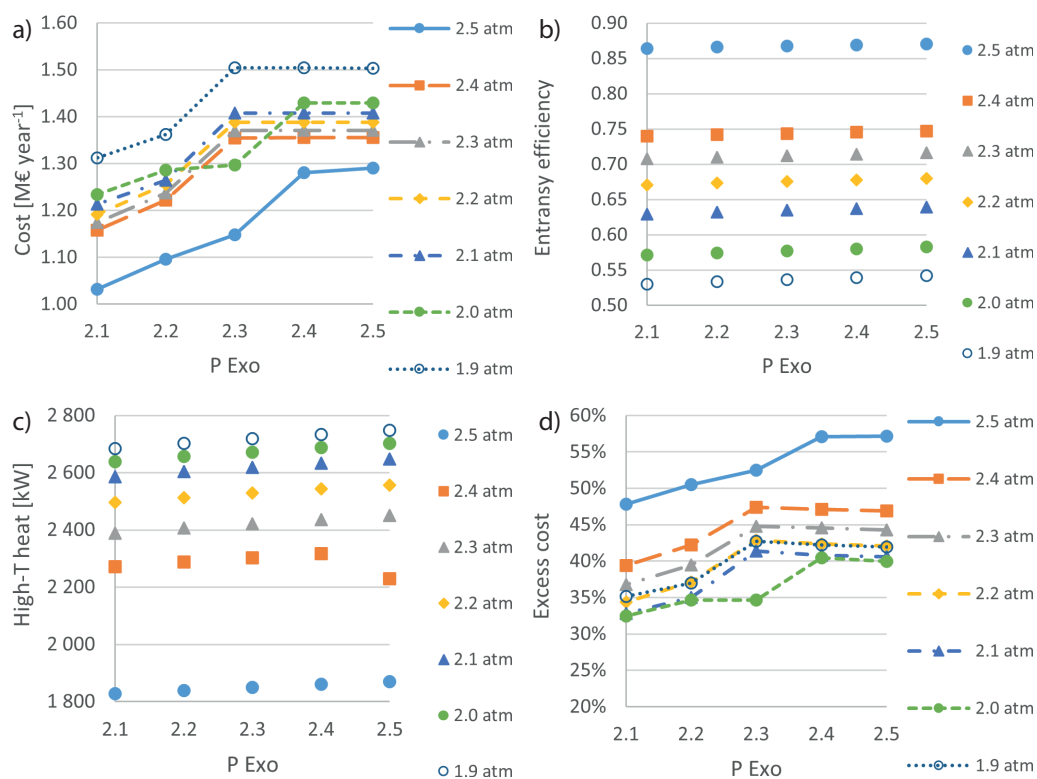 a)
Cost [M€ year⁻¹]
1.60
1.50
1.40
1.30
1.20
1.10
1.00
2.1 2.2 2.3 2.4 2.5
P Exo
2.5 atm
2.4 atm
2.3 atm
2.2 atm
2.1 atm
2.0 atm
1.9 atm
b)
Entransy efficiency
0.90
0.85
0.80
0.75
0.70
0.65
0.60
0.55
0.50
2.1 2.2 2.3 2.4 2.5
P Exo
2.5 atm
2.4 atm
2.3 atm
2.2 atm
2.1 atm
2.0 atm
1.9 atm
c)
High-T heat [kW]
2 800
2 600
2 400
2 200
2 000
1 800
2.1 2.2 2.3 2.4 2.5
P Exo
2.5 atm
2.4 atm
2.3 atm
2.2 atm
2.1 atm
2.0 atm
1.9 atm
d)
Excess cost
60%
55%
50%
45%
40%
35%
30%
25%
20%
2.1 2.2 2.3 2.4 2.5
P Exo
2.5 atm
2.4 atm
2.3 atm
2.2 atm
2.1 atm
2.0 atm
1.9 atm